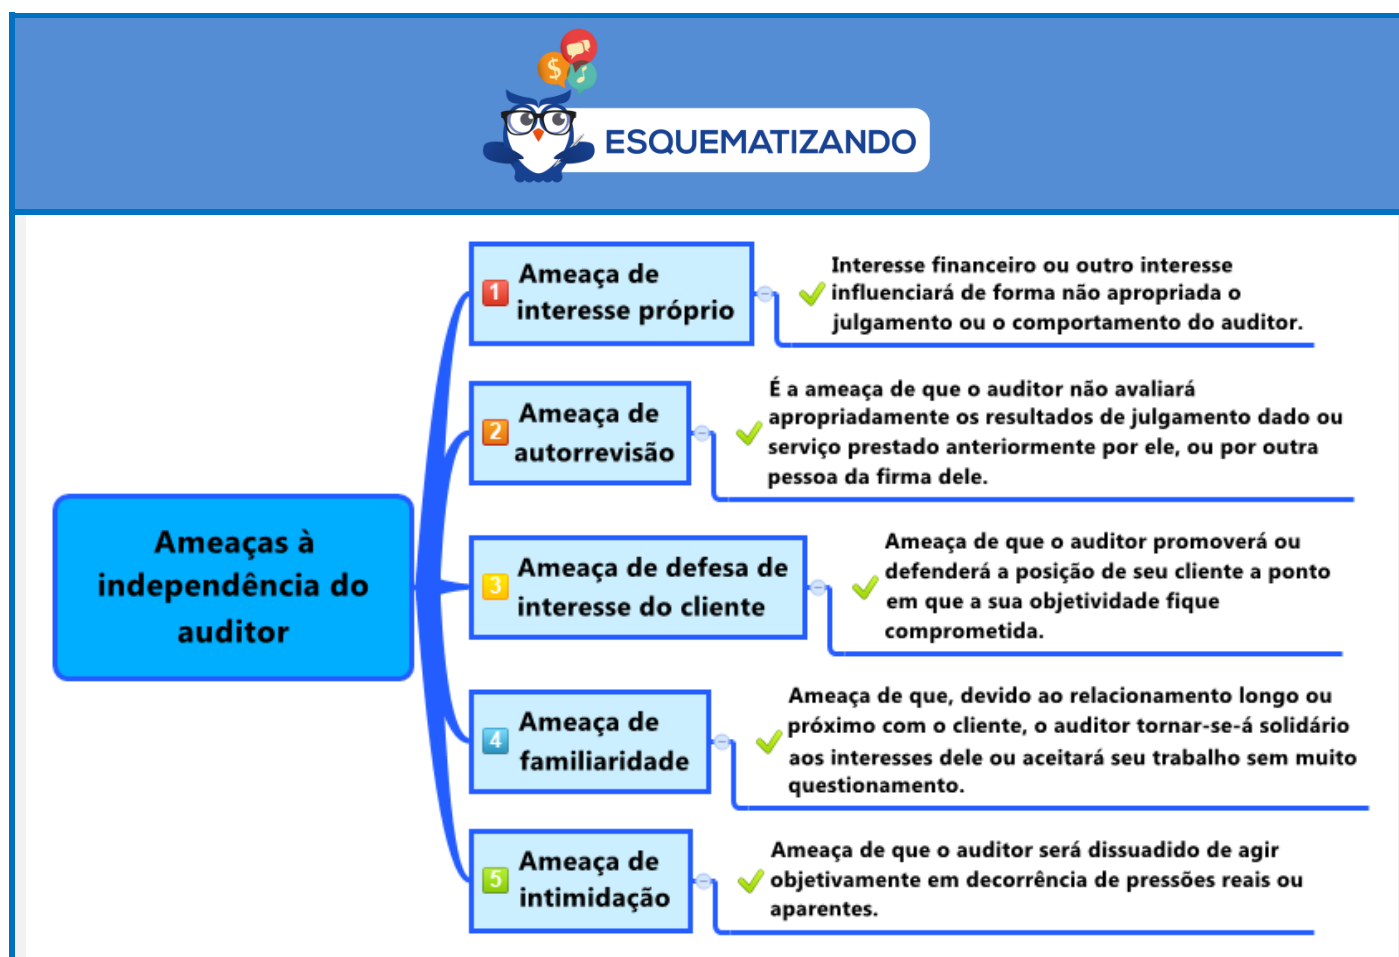 $
ESQUEMATIZANDO
Ameaças à
independência do
auditor
1
Ameaça de
interesse próprio
Interesse financeiro ou outro interesse
influenciará de forma não apropriada o
julgamento ou o comportamento do auditor.
2
Ameaça de
autorrevisão
É a ameaça de que o auditor não avaliará
apropriadamente os resultados de julgamento dado ou
serviço prestado anteriormente por ele, ou por outra
pessoa da firma dele.
3
Ameaça de defesa de
interesse do cliente
Ameaça de que o auditor promoverá ou
defenderá a posição de seu cliente a ponto
em que a sua objetividade fique
comprometida.
4
Ameaça de
familiaridade
Ameaça de que, devido ao relacionamento longo ou
próximo com o cliente, o auditor tornar-se-á solidário
aos interesses dele ou aceitará seu trabalho sem muito
questionamento.
5
Ameaça de
intimidação
Ameaça de que o auditor será dissuadido de agir
objetivamente em decorrência de pressões reais ou
aparentes.